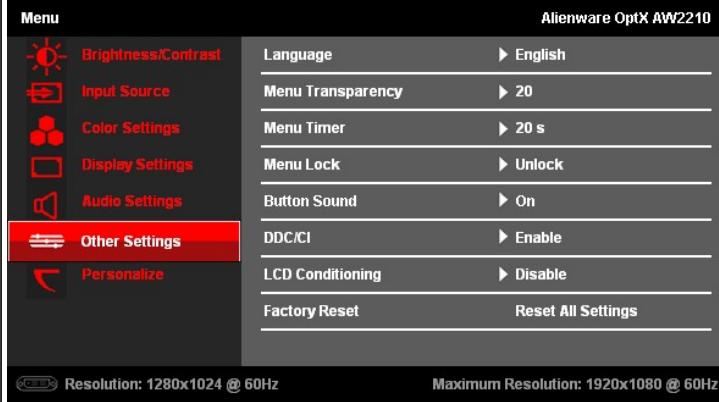 Menu Alienware OptX AW2210
Brightness/Contrast Language English
Input Source Menu Transparency 20
Color Settings Menu Timer 20 s
Display Settings Menu Lock Unlock
Audio Settings Button Sound On
Other Settings DDC/CI Enable
Personalize LCD Conditioning Disable
Factory Reset Reset All Settings
Resolution: 1280x1024 @ 60Hz Maximum Resolution: 1920x1080 @ 60Hz